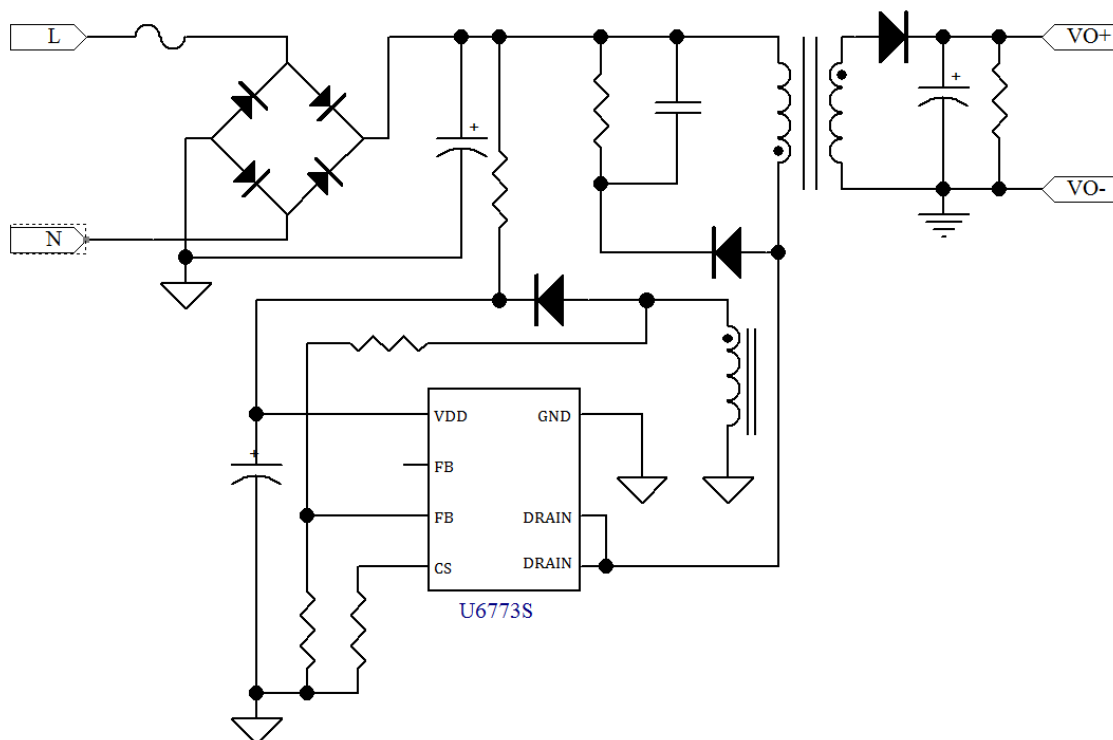 L
VO+
+
+
N
VO-
VDD
GND
+
FB
FB
DRAIN
CS
DRAIN
U6773S